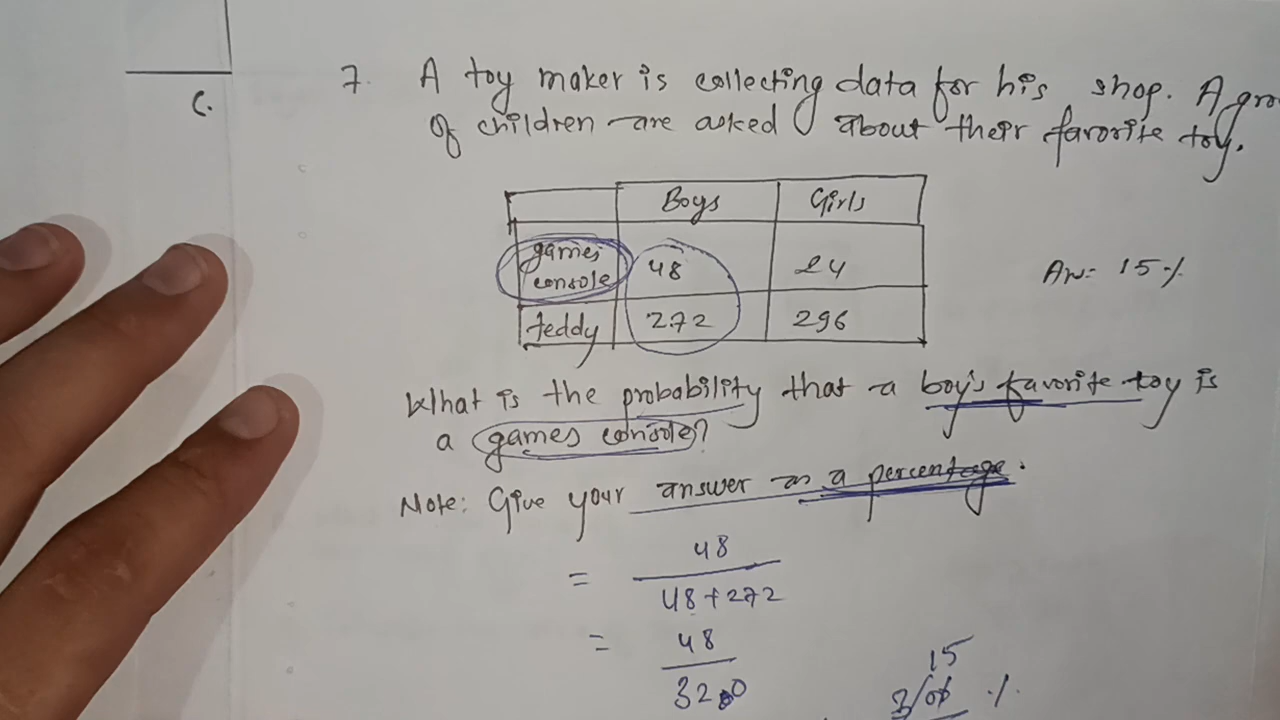 C.
7. A toy maker is collecting data for his shop. A gro
of children are asked about their favorite toy.
Boys Girls
games
console 48 24
teddy 272 296
Ans: 15%
What is the probability that a boy's favorite toy is
a games console?
Note: Give your answer as a percentage.
= 48
48+272
= 48
320
15
%